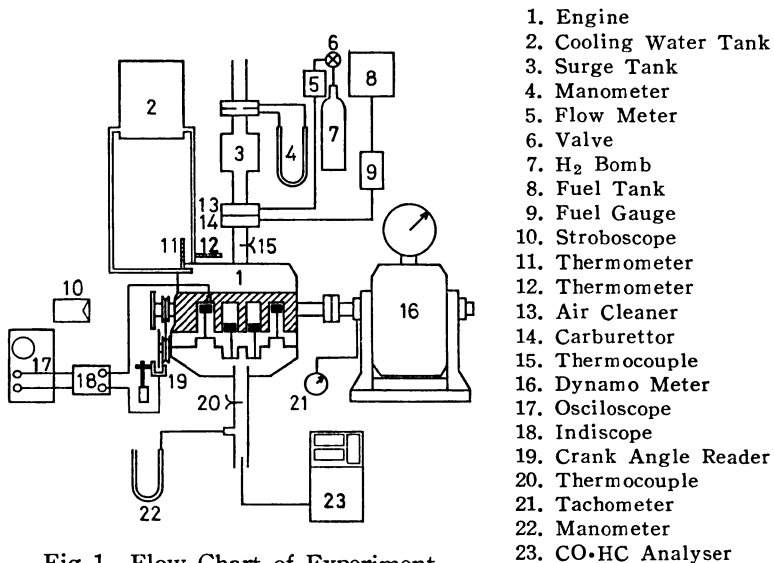 6
5
8
2
7
3
4
9
13
14
11
12
15
1
10
16
17
18
19
20
21
22
23
Fig 1 Flow Chart of Experiment
1. Engine
2. Cooling Water Tank
3. Surge Tank
4. Manometer
5. Flow Meter
6. Valve
7. H₂ Bomb
8. Fuel Tank
9. Fuel Gauge
10. Stroboscope
11. Thermometer
12. Thermometer
13. Air Cleaner
14. Carburettor
15. Thermocouple
16. Dynamo Meter
17. Osciloscope
18. Indiscope
19. Crank Angle Reader
20. Thermocouple
21. Tachometer
22. Manometer
23. CO•HC Analyser